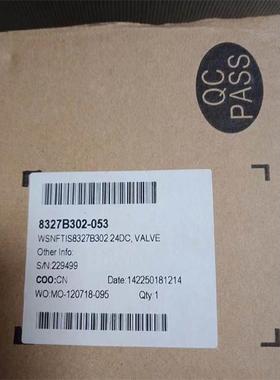 QC
PASS
8327B302-053
WSNFTIS8327B302 24DC, VALVE
Other Info:
S/N:229499
COO:CN Date:142250181214
WO:MO-120718-095 Qty:1